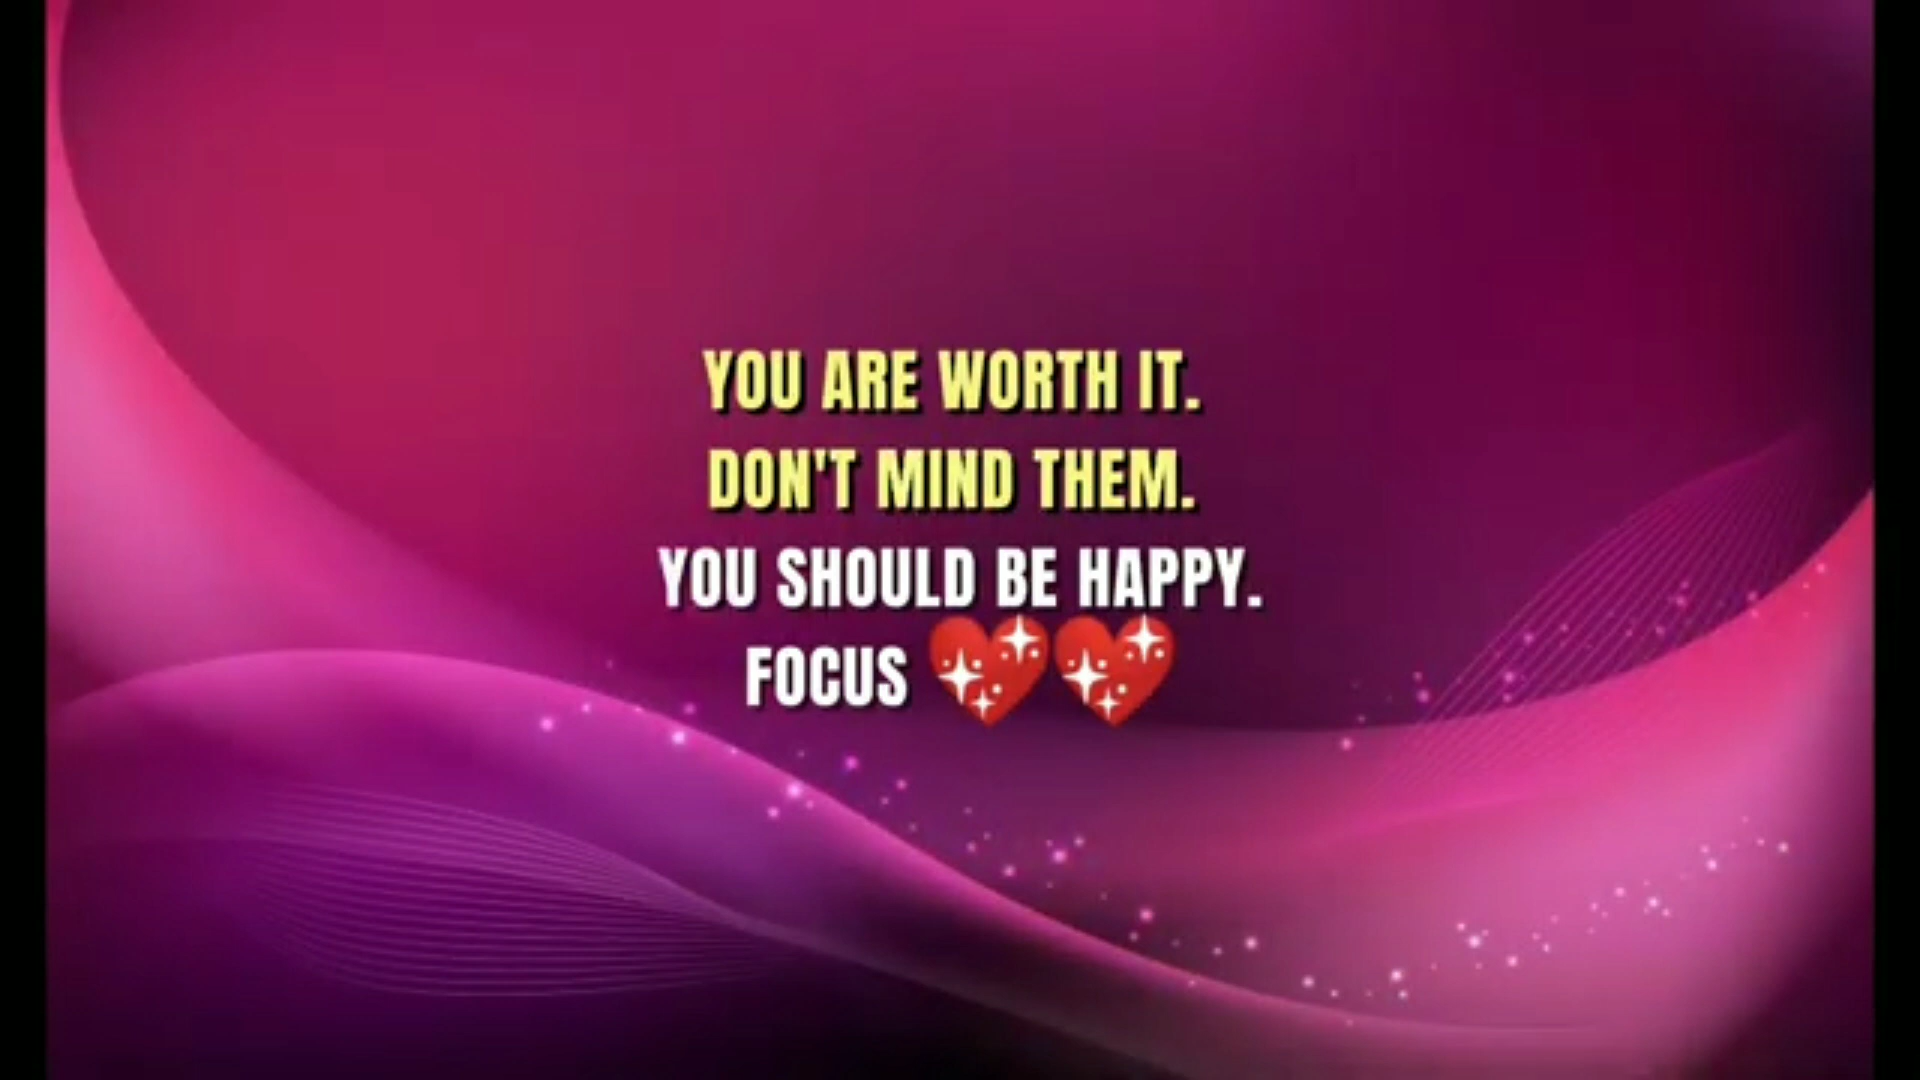 YOU ARE WORTH IT.
DON'T MIND THEM.
YOU SHOULD BE HAPPY.
FOCUS 💖💖